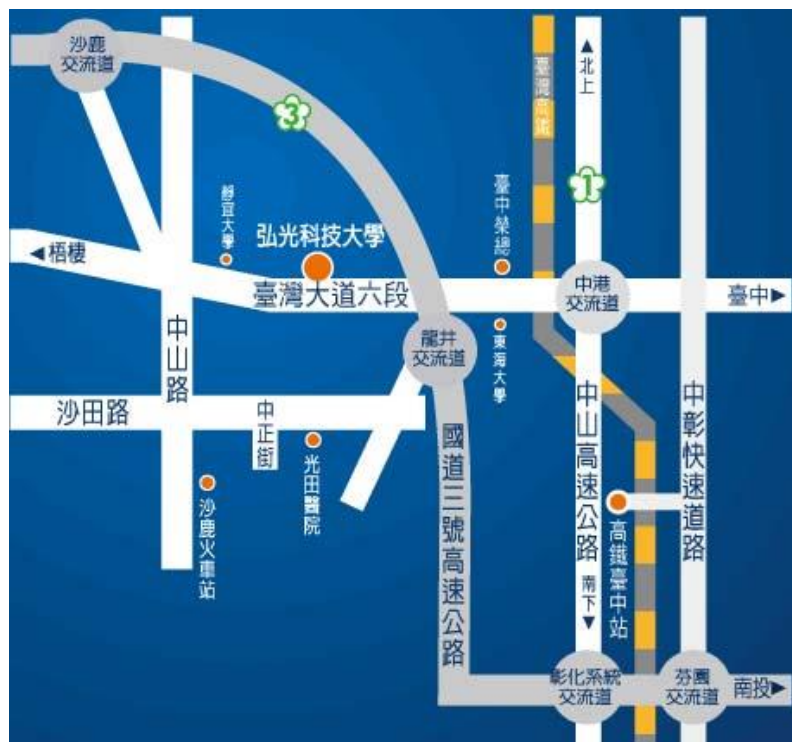 沙鹿
交流道
3
▲北上
臺灣高鐵
1
靜宜大學
弘光科技大學
臺中榮總
◀梧棲
臺灣大道六段
中港
交流道
臺中▶
中山路
龍井
交流道
東海大學
沙田路
中正街
光田醫院
沙鹿火車站
國道三號高速公路
中山高速公路
中彰快速道路
高鐵臺中站
南下▼
彰化系統
交流道
芬園
交流道
南投▶